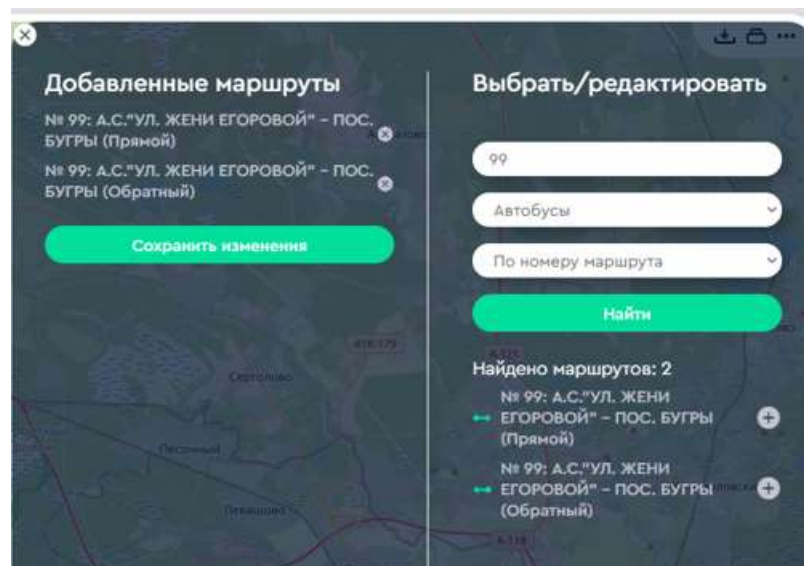 Добавленные маршруты
№ 99: А.С."УЛ. ЖЕНИ ЕГОРОВОЙ" – ПОС.
БУГРЫ (Прямой)
№ 99: А.С."УЛ. ЖЕНИ ЕГОРОВОЙ" – ПОС.
БУГРЫ (Обратный)
Сохранить изменения
Выбрать/редактировать
99
Автобусы
По номеру маршрута
Найти
Найдено маршрутов: 2
№ 99: А.С."УЛ. ЖЕНИ
ЕГОРОВОЙ" – ПОС. БУГРЫ
(Прямой)
№ 99: А.С."УЛ. ЖЕНИ
ЕГОРОВОЙ" – ПОС. БУГРЫ
(Обратный)
Сертолово
Песочный
Левашово